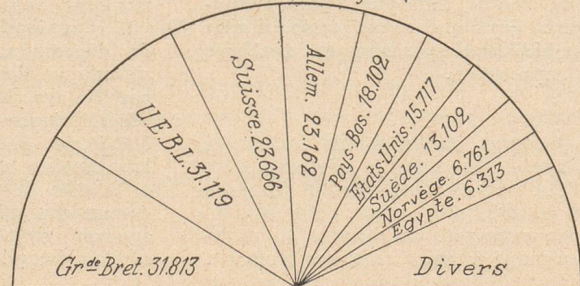 Grde Bret. 31.813
U.E.B.L. 31.119
Suisse. 23.666
Allem. 23.162
Pays-Bas. 18.102
Etats-Unis. 15.717
Suède. 13.102
Norvège. 6.761
Egypte. 6.313
Divers